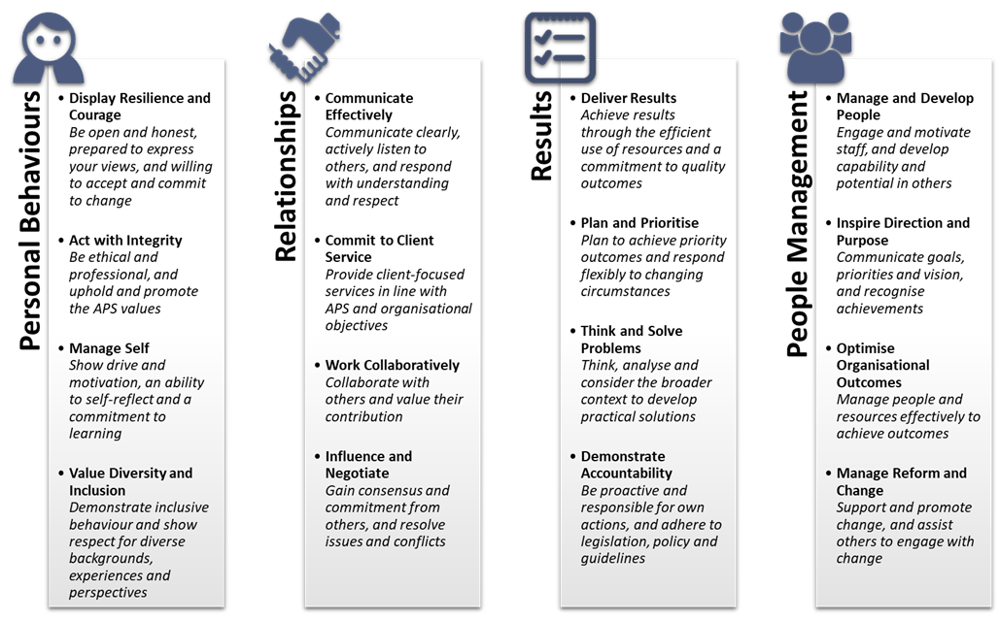 Personal Behaviours
• Display Resilience and
Courage
Be open and honest,
prepared to express
your views, and willing
to accept and commit
to change
• Act with Integrity
Be ethical and
professional, and
uphold and promote
the APS values
• Manage Self
Show drive and
motivation, an ability
to self-reflect and a
commitment to
learning
• Value Diversity and
Inclusion
Demonstrate inclusive
behaviour and show
respect for diverse
backgrounds,
experiences and
perspectives
Relationships
• Communicate
Effectively
Communicate clearly,
actively listen to
others, and respond
with understanding
and respect
• Commit to Client
Service
Provide client-focused
services in line with
APS and organisational
objectives
• Work Collaboratively
Collaborate with
others and value their
contribution
• Influence and
Negotiate
Gain consensus and
commitment from
others, and resolve
issues and conflicts
Results
• Deliver Results
Achieve results
through the efficient
use of resources and a
commitment to quality
outcomes
• Plan and Prioritise
Plan to achieve priority
outcomes and respond
flexibly to changing
circumstances
• Think and Solve
Problems
Think, analyse and
consider the broader
context to develop
practical solutions
• Demonstrate
Accountability
Be proactive and
responsible for own
actions, and adhere to
legislation, policy and
guidelines
People Management
• Manage and Develop
People
Engage and motivate
staff, and develop
capability and
potential in others
• Inspire Direction and
Purpose
Communicate goals,
priorities and vision,
and recognise
achievements
• Optimise
Organisational
Outcomes
Manage people and
resources effectively to
achieve outcomes
• Manage Reform and
Change
Support and promote
change, and assist
others to engage with
change